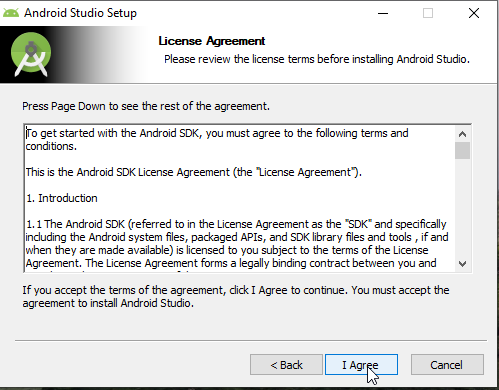 Android Studio Setup
License Agreement
Please review the license terms before installing Android Studio.
Press Page Down to see the rest of the agreement.
To get started with the Android SDK, you must agree to the following terms and
conditions.
This is the Android SDK License Agreement (the "License Agreement").
1. Introduction
1.1 The Android SDK (referred to in the License Agreement as the "SDK" and specifically
including the Android system files, packaged APIs, and SDK library files and tools , if and
when they are made available) is licensed to you subject to the terms of the License
Agreement. The License Agreement forms a legally binding contract between you and
If you accept the terms of the agreement, click I Agree to continue. You must accept the
agreement to install Android Studio.
< Back
I Agree
Cancel